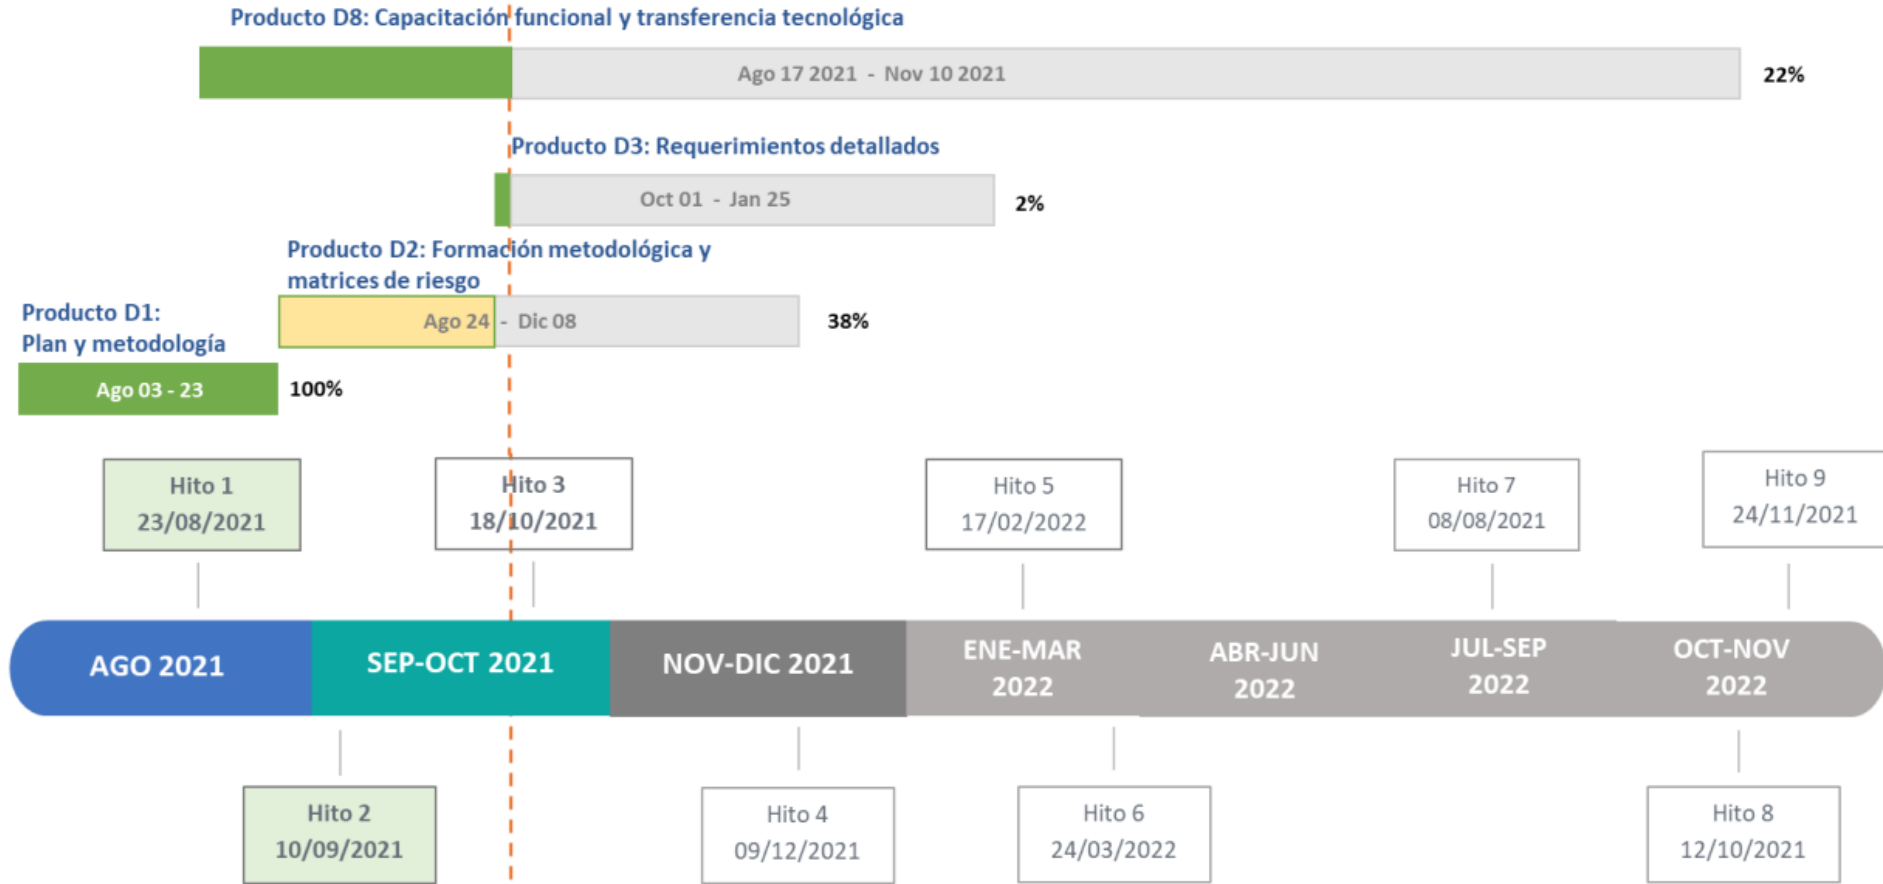 Producto D8: Capacitación funcional y transferencia tecnológica
Ago 17 2021 - Nov 10 2021
22%
Producto D3: Requerimientos detallados
Oct 01 - Jan 25
2%
Producto D2: Formación metodológica y
matrices de riesgo
Ago 24 - Dic 08
38%
Producto D1:
Plan y metodología
Ago 03 - 23
100%
Hito 1
23/08/2021
Hito 3
18/10/2021
Hito 5
17/02/2022
Hito 7
08/08/2021
Hito 9
24/11/2021
AGO 2021
SEP-OCT 2021
NOV-DIC 2021
ENE-MAR
2022
ABR-JUN
2022
JUL-SEP
2022
OCT-NOV
2022
Hito 2
10/09/2021
Hito 4
09/12/2021
Hito 6
24/03/2022
Hito 8
12/10/2021